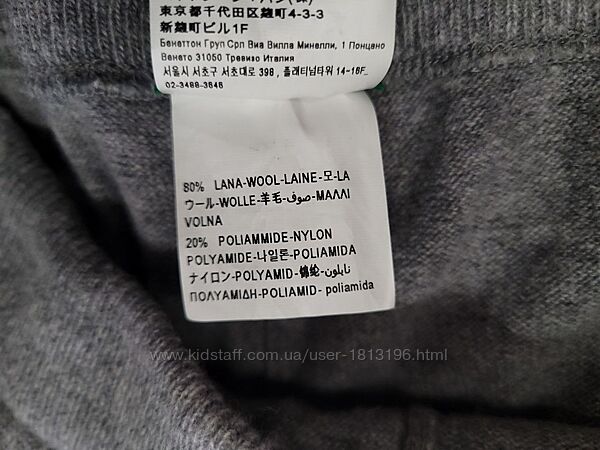 東京都千代田区麹町4-3-3
新麹町ビル1F
Бенеттон Груп Срл Виа Вилла Минелли, 1 Понцано
Венето 31050 Тревизо Италия
서울시 서초구 서초대로 398, 플래티넘타워 14-16F_
02-3488-3646
80% LANA-WOOL-LAINE-모-LA
ウール-WOLLE-羊毛-صوف-ΜΑΛΛΙ
VOLNA
20% POLIAMMIDE-NYLON
POLYAMIDE-나일론-POLIAMIDA
ナイロン-POLYAMID-锦纶-نايلون
ΠΟΛΥΑΜΙΔΗ-POLIAMID- poliamida
www.kidstaff.com.ua/user-1813196.html